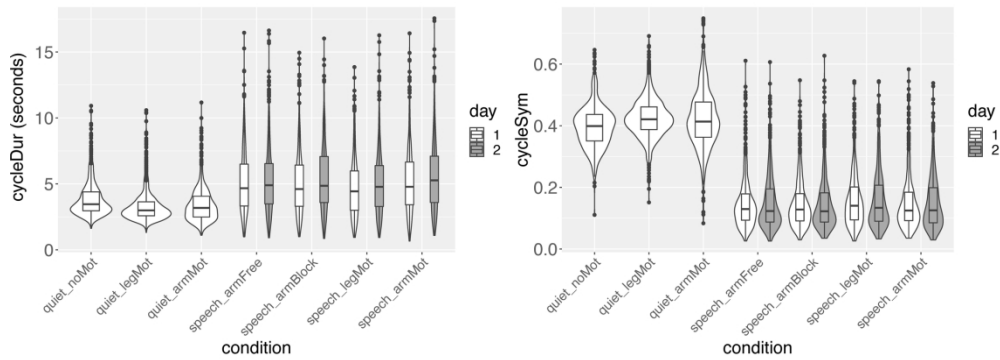 cycleDur (seconds)
15
10
5
0
quiet_noMot
quiet_legMot
quiet_armMot
speech_armFree
speech_armBlock
speech_legMot
speech_armMot
condition
day
1
2
cycleSym
0.6
0.4
0.2
0.0
quiet_noMot
quiet_legMot
quiet_armMot
speech_armFree
speech_armBlock
speech_legMot
speech_armMot
condition
day
1
2